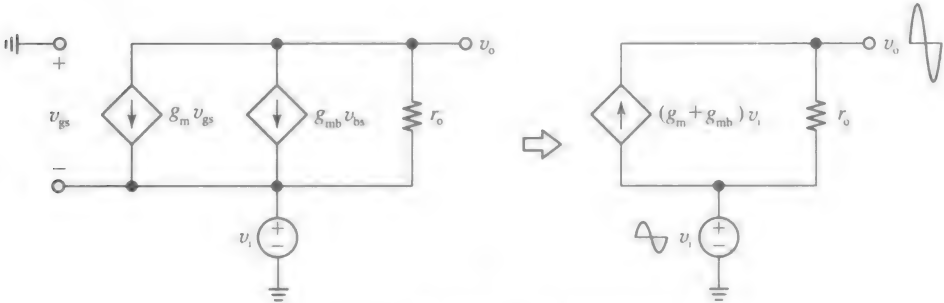 +
v_gs
−
g_m v_gs
g_mb v_bs
r_o
v_o
v_i
+
−
(g_m + g_mb) v_i
r_o
v_o
v_i
+
−